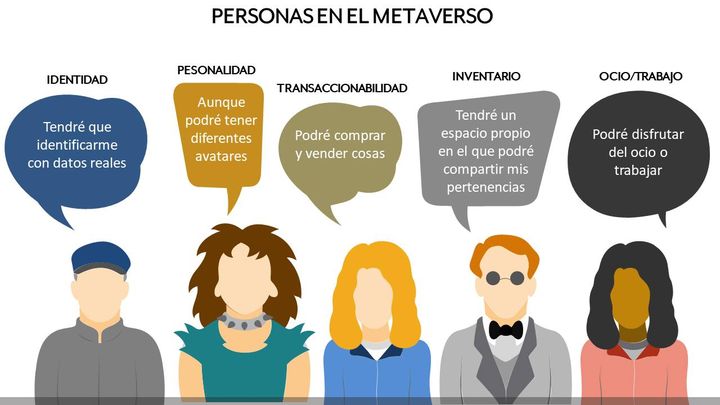 PERSONAS EN EL METAVERSO
IDENTIDAD
Tendré que
identificarme
con datos reales
PESONALIDAD
Aunque
podré tener
diferentes
avatares
TRANSACCIONABILIDAD
Podré comprar
y vender cosas
INVENTARIO
Tendré un
espacio propio
en el que podré
compartir mis
pertenencias
OCIO/TRABAJO
Podré disfrutar
del ocio o
trabajar